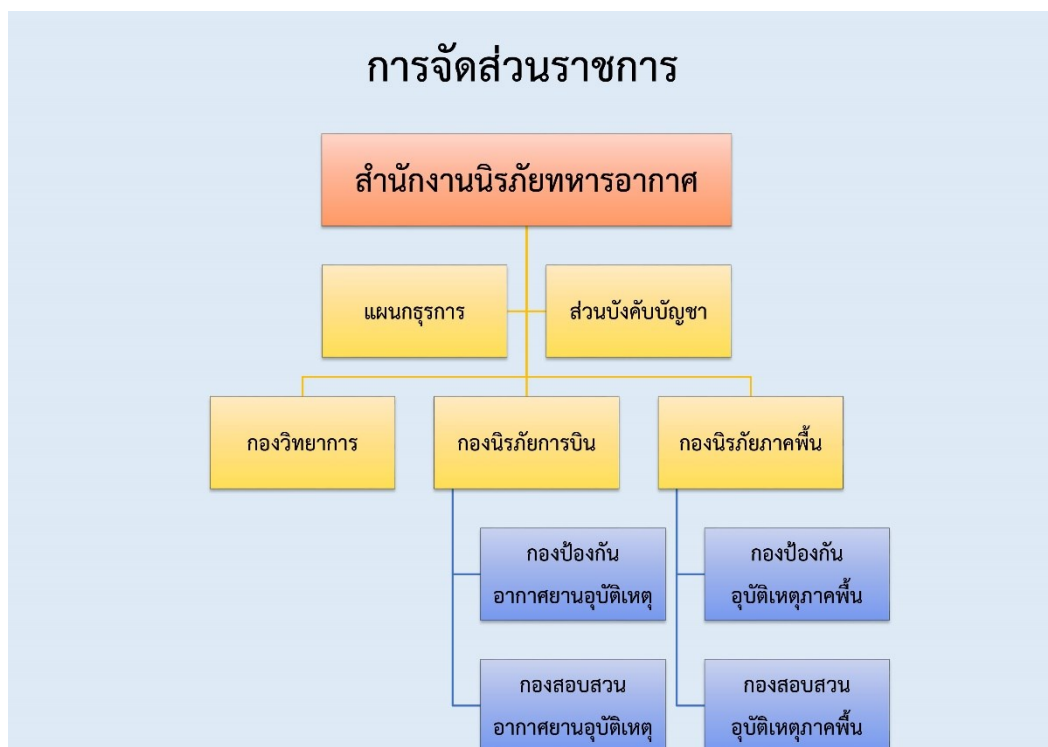 การจัดส่วนราชการ
สำนักงานนิรภัยทหารอากาศ
แผนกธุรการ
ส่วนบังคับบัญชา
กองวิทยาการ
กองนิรภัยการบิน
กองนิรภัยภาคพื้น
กองป้องกัน
อากาศยานอุบัติเหตุ
กองป้องกัน
อุบัติเหตุภาคพื้น
กองสอบสวน
อากาศยานอุบัติเหตุ
กองสอบสวน
อุบัติเหตุภาคพื้น